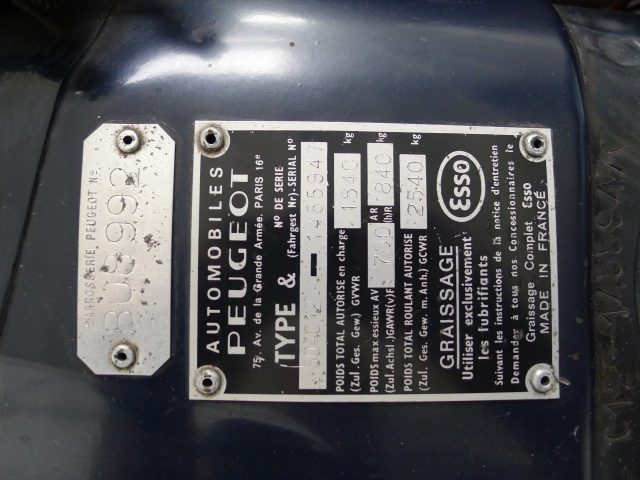 CARROSSERIE PEUGEOT Nº
3U8992
AUTOMOBILES
PEUGEOT
75, Av. de la Grande Armée. PARIS 16e
TYPE & Nº DE SERIE
(Fahrgest Nr).-SERIAL Nº
1455947
POIDS TOTAL AUTORISE en charge 1540 kg
(Zul. Ges. Gew.) GVWR
POIDS max.essieux AV AR 840 kg
(Zul.Achsl.)GAWR(v)F (h)R
POIDS TOTAL ROULANT AUTORISE 2540 kg
(Zul. Ges. Gew. m. Anh.) GCWR
GRAISSAGE Esso
Utiliser exclusivement
les lubrifiants
Suivant les instructions de la notice d'entretien
Demander à tous nos Concessionnaires le
Graissage Complet Esso
MADE IN FRANCE